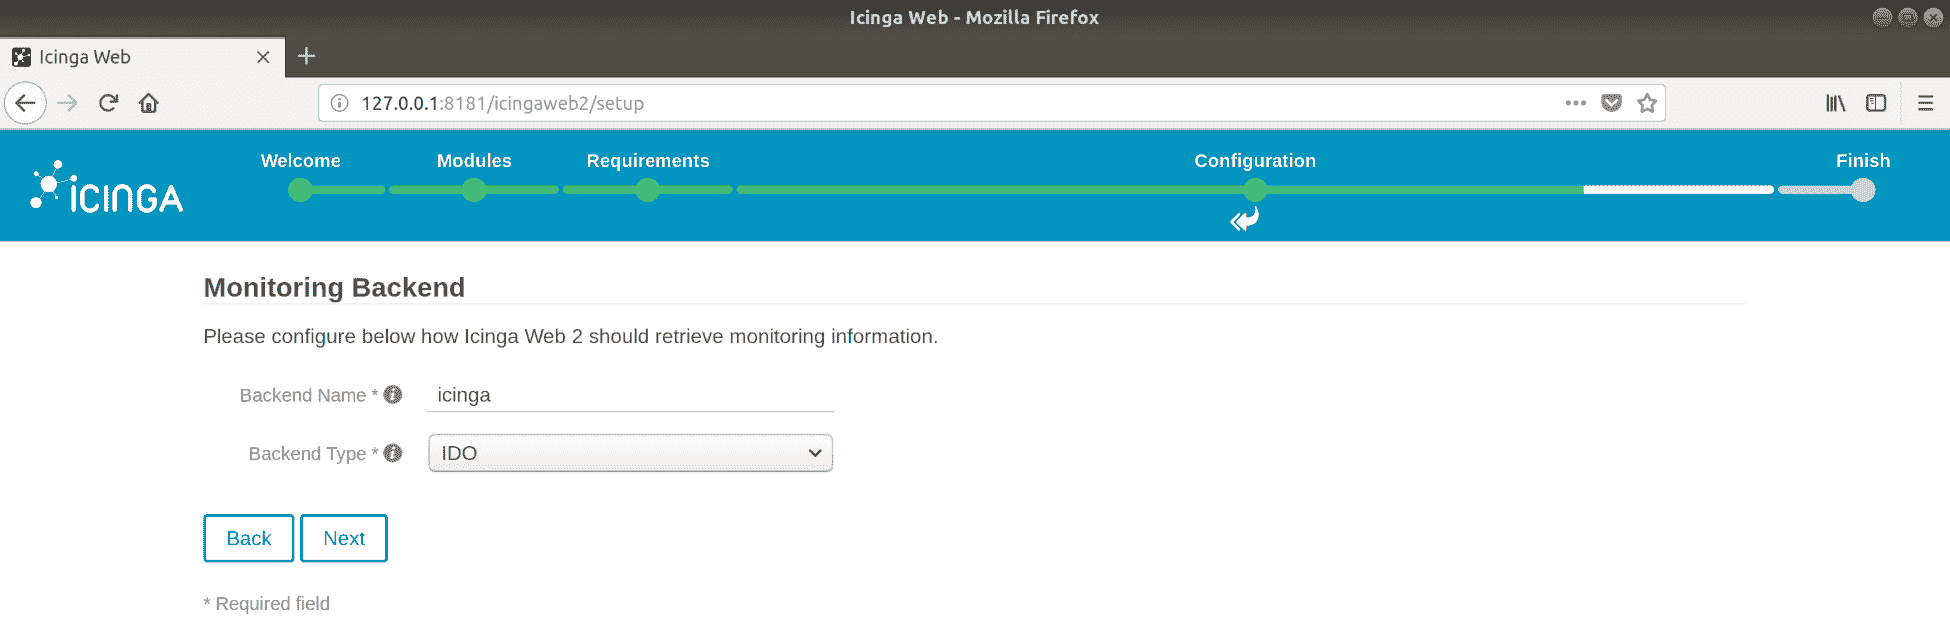 Icinga Web - Mozilla Firefox
Icinga Web
127.0.0.1:8181/icingaweb2/setup
Welcome Modules Requirements Configuration Finish
ICINGA
Monitoring Backend
Please configure below how Icinga Web 2 should retrieve monitoring information.
Backend Name * icinga
Backend Type * IDO
Back Next
* Required field